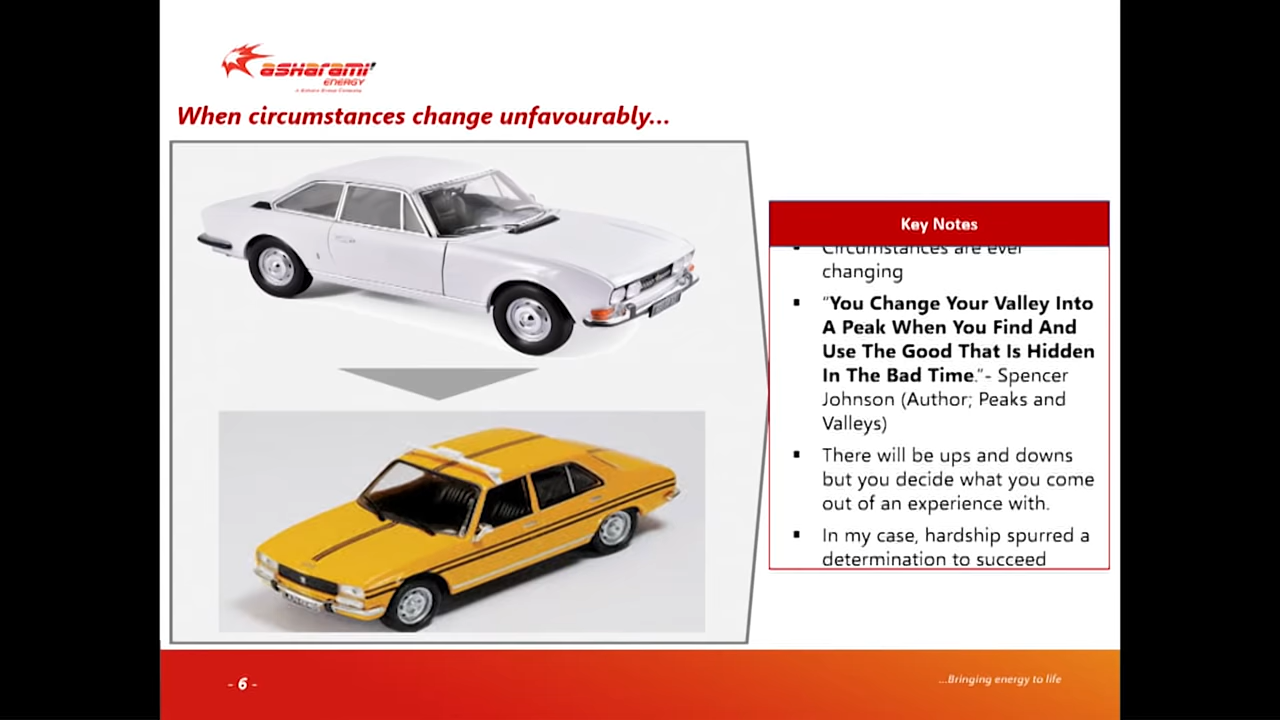 asharami
ENERGY
A Sahara Group Company
When circumstances change unfavourably...
Key Notes
▪ Circumstances are ever
changing
▪ “You Change Your Valley Into
A Peak When You Find And
Use The Good That Is Hidden
In The Bad Time.”- Spencer
Johnson (Author; Peaks and
Valleys)
▪ There will be ups and downs
but you decide what you come
out of an experience with.
▪ In my case, hardship spurred a
determination to succeed
- 6 -
...Bringing energy to life